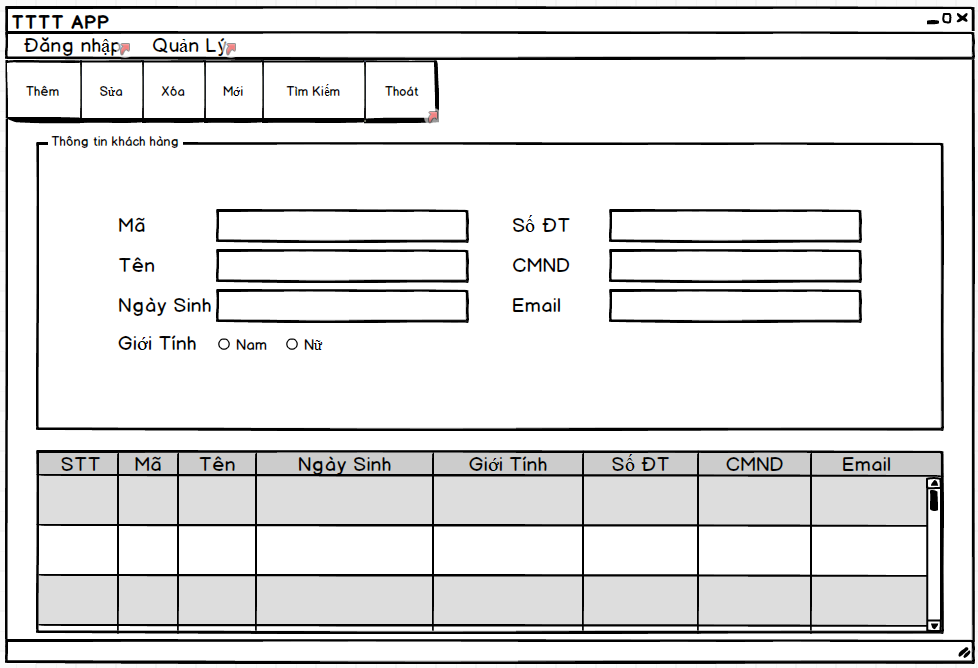 TTTT APP
Đăng nhập Quản Lý
Thêm Sửa Xóa Mới Tìm Kiếm Thoát
Thông tin khách hàng
Mã Số ĐT
Tên CMND
Ngày Sinh Email
Giới Tính Nam Nữ
STT Mã Tên Ngày Sinh Giới Tính Số ĐT CMND Email